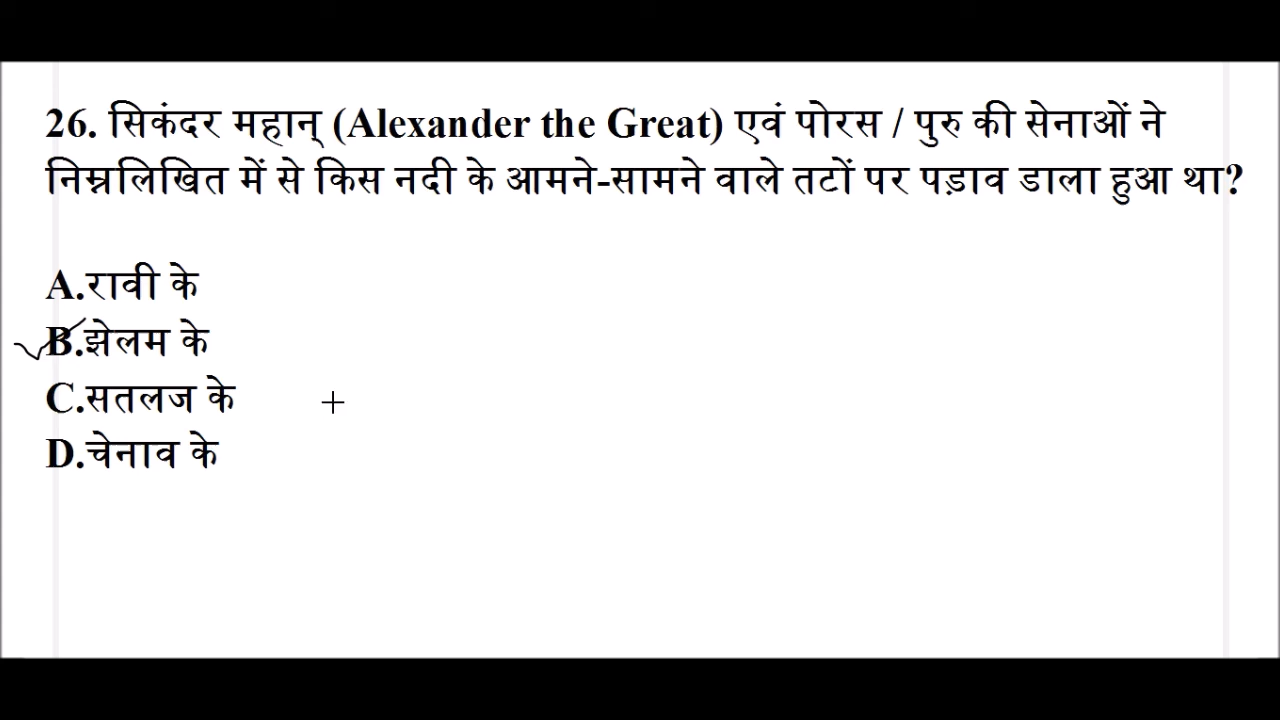 26. सिकंदर महान् (Alexander the Great) एवं पोरस / पुरु की सेनाओं ने
निम्नलिखित में से किस नदी के आमने-सामने वाले तटों पर पड़ाव डाला हुआ था?
A.रावी के
B.झेलम के
C.सतलज के
D.चेनाव के